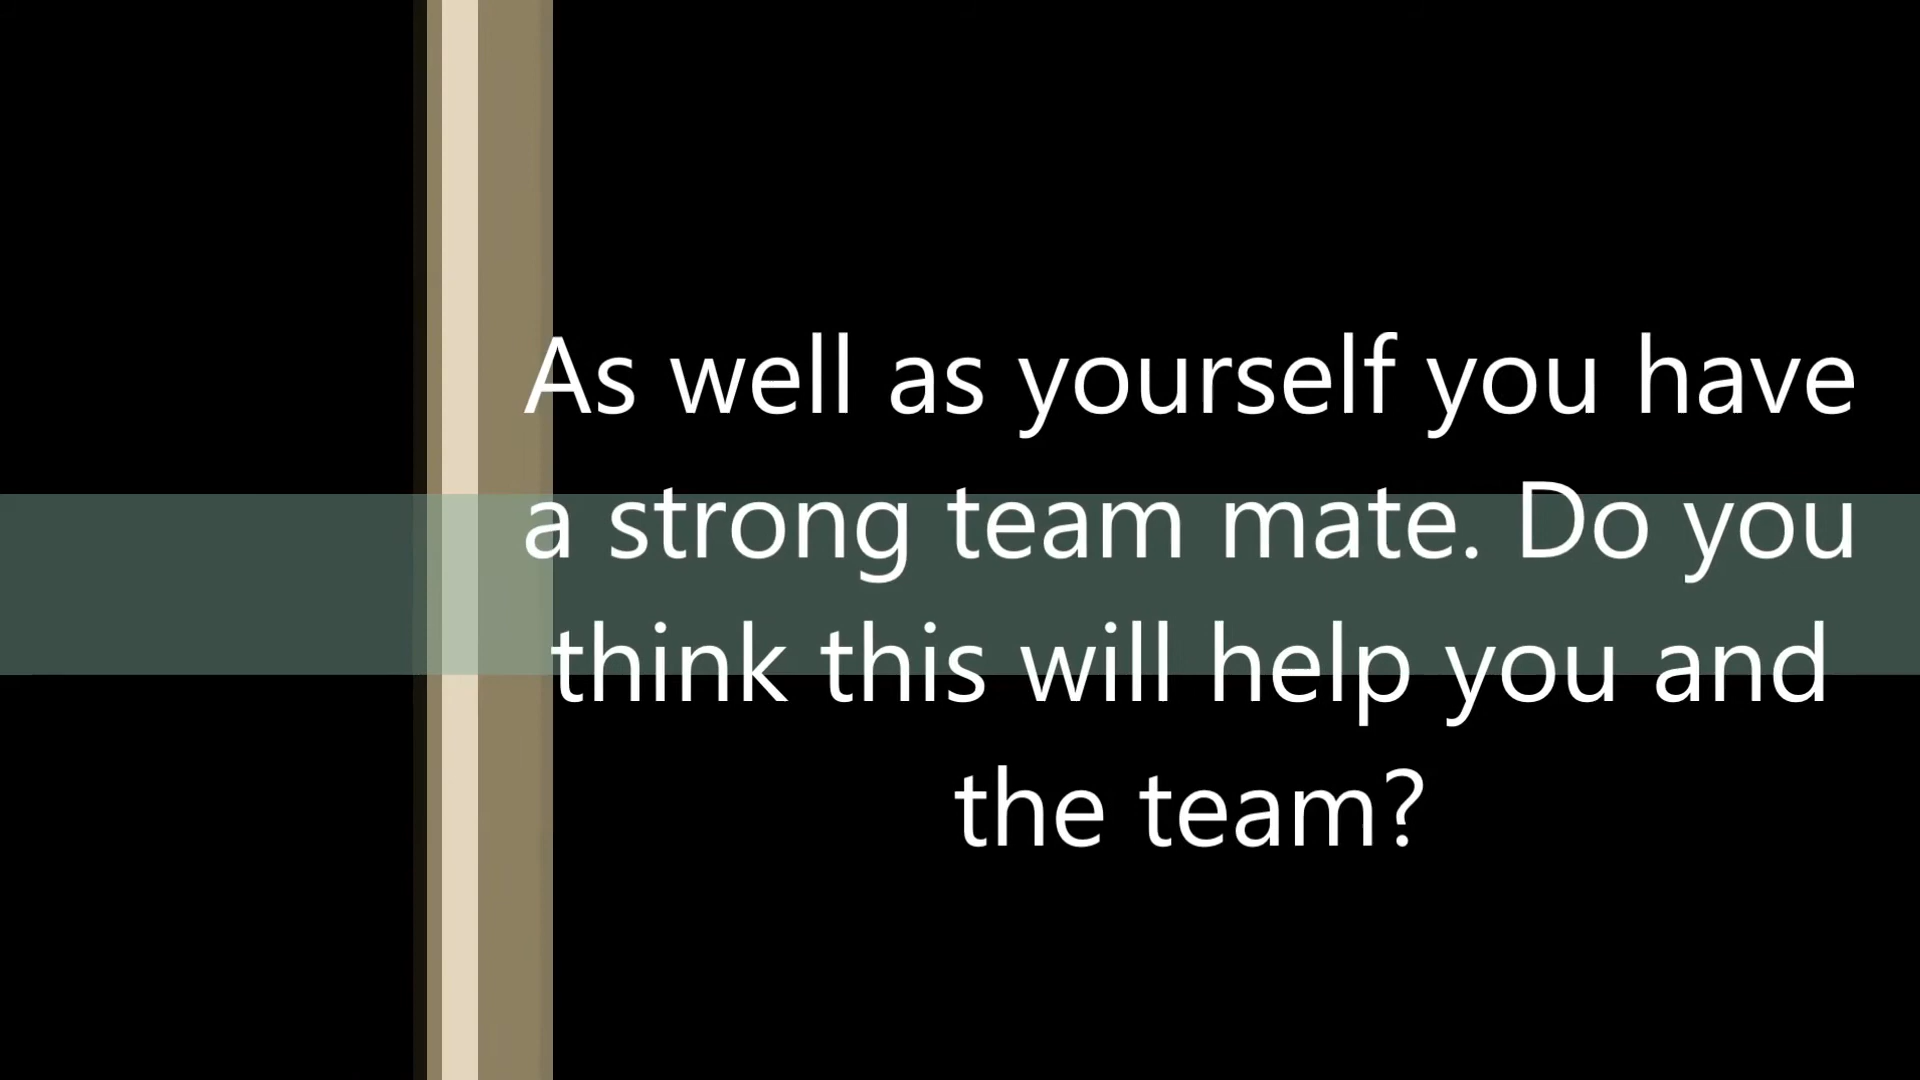 As well as yourself you have
a strong team mate. Do you
think this will help you and
the team?